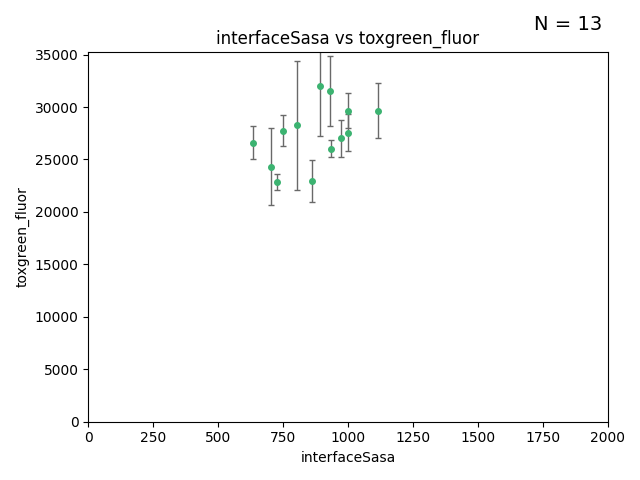 N = 13
interfaceSasa vs toxgreen_fluor
toxgreen_fluor
35000
30000
25000
20000
15000
10000
5000
0
0 250 500 750 1000 1250 1500 1750 2000
interfaceSasa